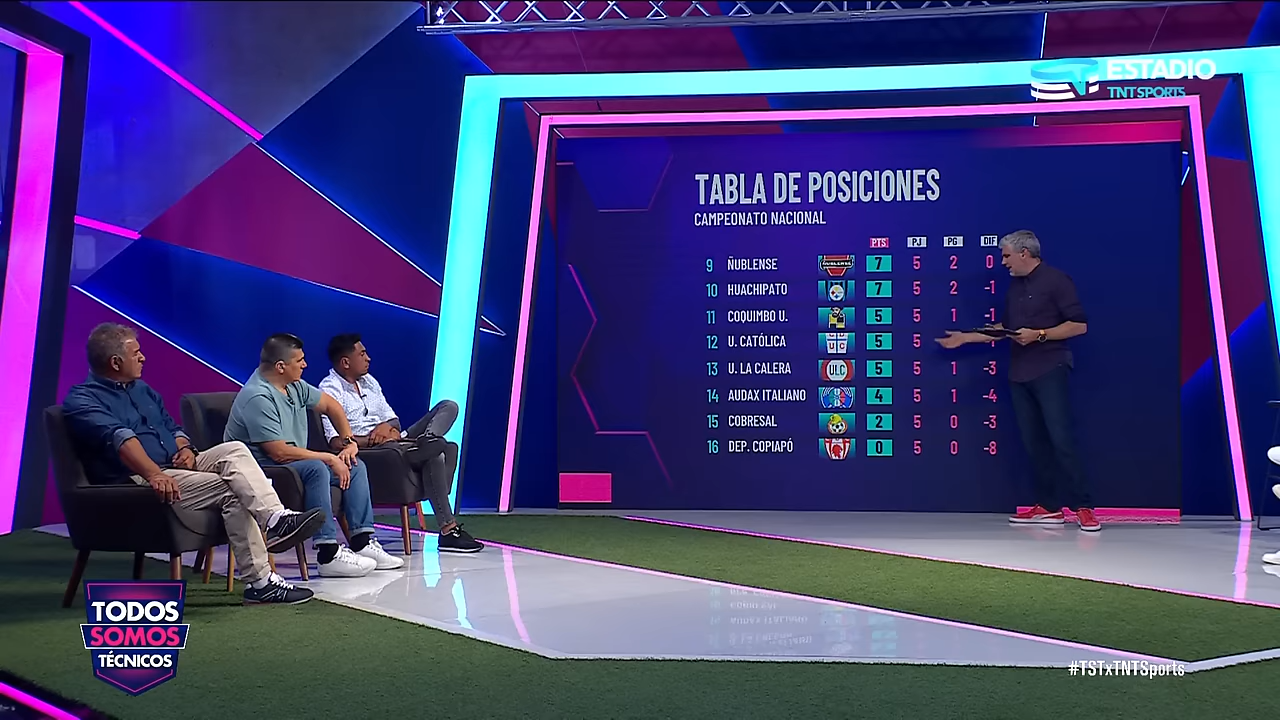 ESTADIO
TNT SPORTS
TABLA DE POSICIONES
CAMPEONATO NACIONAL
PTS PJ PG DIF
9 ÑUBLENSE 7 5 2 0
10 HUACHIPATO 7 5 2 -1
11 COQUIMBO U. 5 5 1 -1
12 U. CATÓLICA 5 5
13 U. LA CALERA ULC 5 5 1 -3
14 AUDAX ITALIANO 4 5 1 -4
15 COBRESAL 2 5 0 -3
16 DEP. COPIAPÓ 0 5 0 -8
TODOS
SOMOS
TÉCNICOS
#TSTxTNTSports